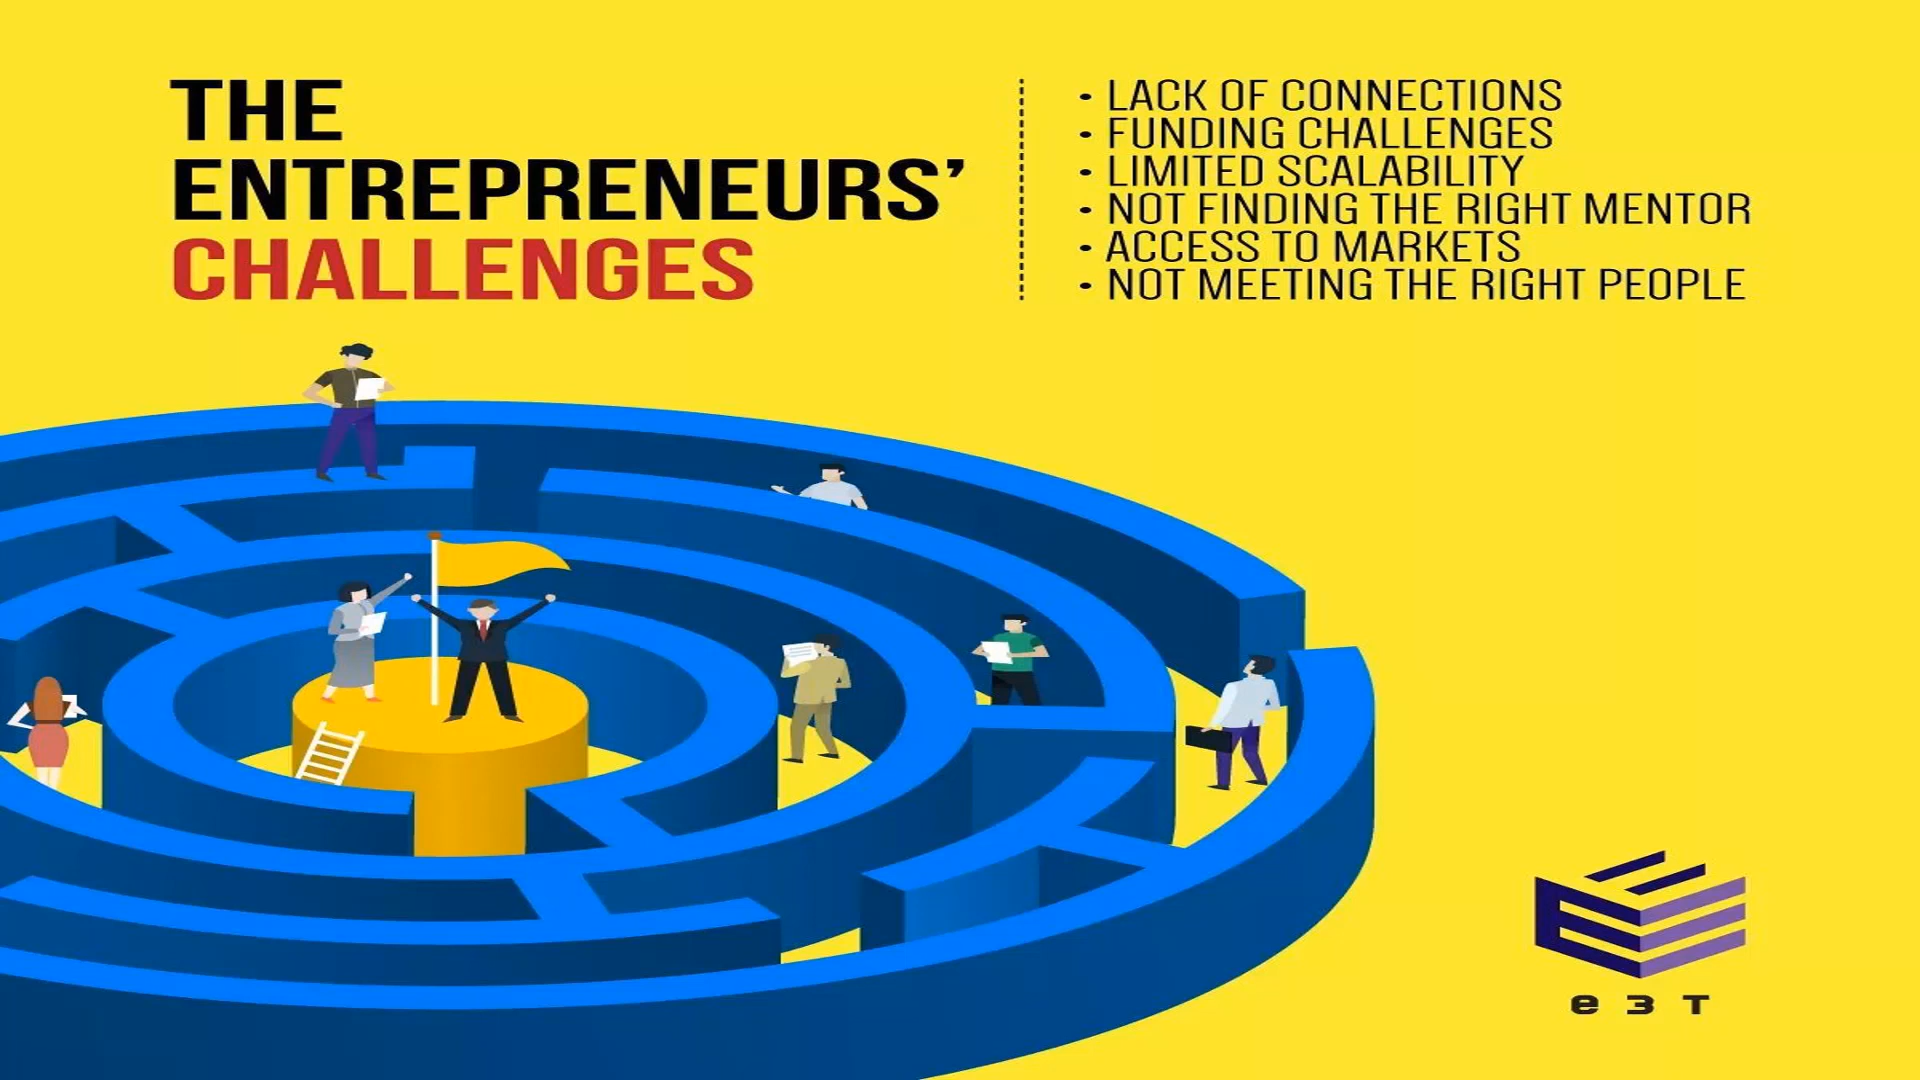 THE
ENTREPRENEURS’
CHALLENGES
• LACK OF CONNECTIONS
• FUNDING CHALLENGES
• LIMITED SCALABILITY
• NOT FINDING THE RIGHT MENTOR
• ACCESS TO MARKETS
• NOT MEETING THE RIGHT PEOPLE
e3T